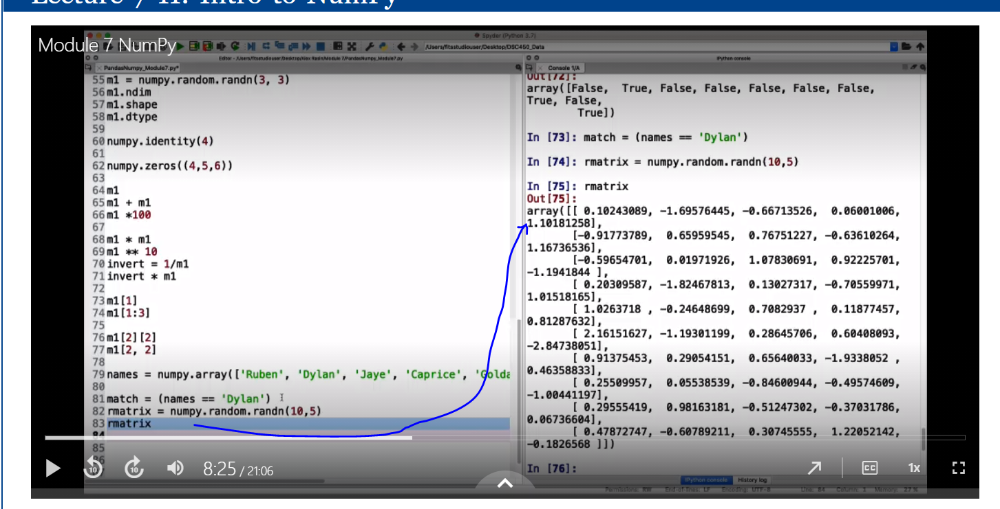 Lecture 7 11: Intro to NumPy
Module 7 NumPy
Spyder (Python 3.7)
/Users/fitsstudiouser/Desktop/DSC450_Data
IPython console
PandasNumpy_Module7.py*
Console 1/A
55 m1 = numpy.random.randn(3, 3)
56 m1.ndim
57 m1.shape
58 m1.dtype
59
60 numpy.identity(4)
61
62 numpy.zeros((4,5,6))
63
64 m1
65 m1 + m1
66 m1 *100
67
68 m1 * m1
69 m1 ** 10
70 invert = 1/m1
71 invert * m1
72
73 m1[1]
74 m1[1:3]
75
76 m1[2][2]
77 m1[2, 2]
78
79 names = numpy.array(['Ruben', 'Dylan', 'Jaye', 'Caprice', 'Golda
80
81 match = (names == 'Dylan')
82 rmatrix = numpy.random.randn(10,5)
83 rmatrix
84
85
86
Out[72]:
array([False, True, False, False, False, False, False,
True, False,
True])
In [73]: match = (names == 'Dylan')
In [74]: rmatrix = numpy.random.randn(10,5)
In [75]: rmatrix
Out[75]:
array([[ 0.10243089, -1.69576445, -0.66713526, 0.06001006,
1.10181258],
[-0.91773789, 0.65959545, 0.76751227, -0.63610264,
1.16736536],
[-0.59654701, 0.01971926, 1.07830691, 0.92225701,
-1.1941844 ],
[ 0.20309587, -1.82467813, 0.13027317, -0.70559971,
1.01518165],
[ 1.0263718 , -0.24648699, 0.7082937 , 0.11877457,
0.81287632],
[ 2.16151627, -1.19301199, 0.28645706, 0.60408093,
-2.84738051],
[ 0.91375453, 0.29054151, 0.65640033, -1.9338052 ,
0.46358833],
[ 0.25509957, 0.05538539, -0.84600944, -0.49574609,
-1.00441197],
[ 0.29555419, 0.98163181, -0.51247302, -0.37031786,
0.06736604],
[ 0.47872747, -0.60789211, 0.30745555, 1.22052142,
-0.1826568 ]])
In [76]:
IPython console History log
Permissions: RW End-of-lines: LF Encoding: UTF-8 Line: 84 Column: 1 Memory: 27 %
10
10
8:25 / 21:06
CC
1x